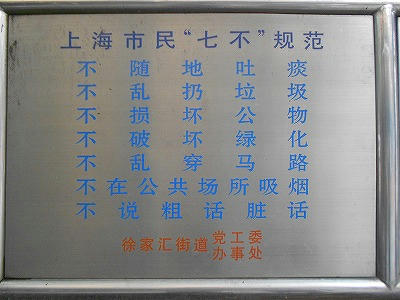 上海市民“七不”规范
不随地吐痰
不乱扔垃圾
不损坏公物
不破坏绿化
不乱穿马路
不在公共场所吸烟
不说粗话脏话
徐家汇街道党工委
办事处